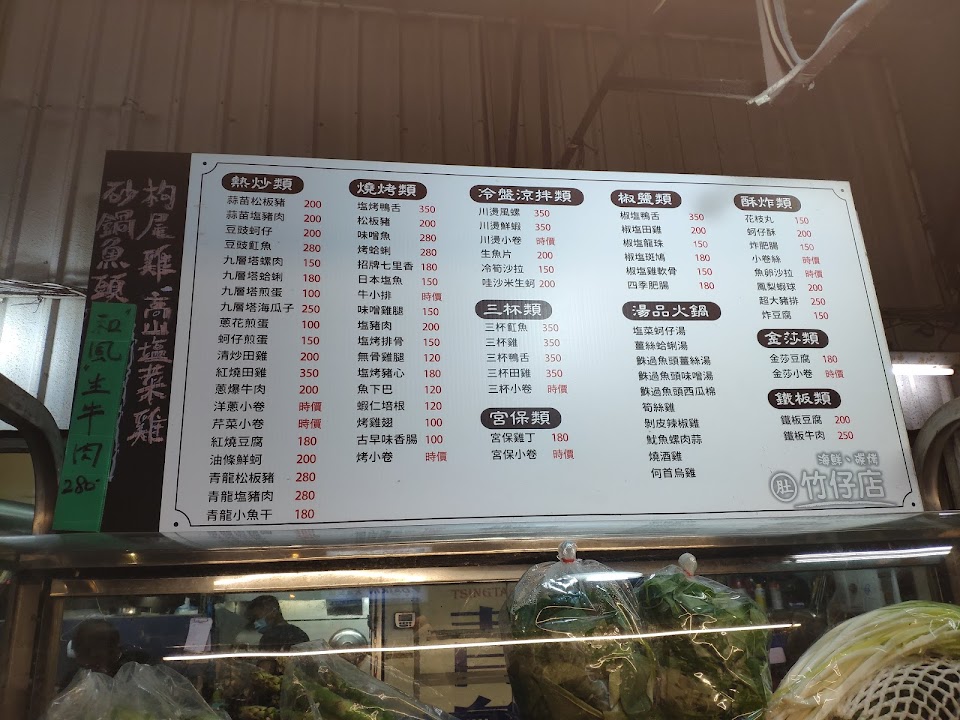 枸尾雞、高山塩菜雞
砂鍋魚頭
和風生牛肉
280
熱炒類
蒜苗松板豬 200
蒜苗塩豬肉 200
豆豉蚵仔 200
豆豉魟魚 280
九層塔螺肉 150
九層塔蛤蜊 180
九層塔煎蛋 100
九層塔海瓜子 250
蔥花煎蛋 100
蚵仔煎蛋 150
清炒田雞 200
紅燒田雞 350
蔥爆牛肉 200
洋蔥小卷 時價
芹菜小卷 時價
紅燒豆腐 180
油條鮮蚵 200
青龍松板豬 280
青龍塩豬肉 280
青龍小魚干 180
燒烤類
塩烤鴨舌 350
松板豬 200
味噌魚 280
烤蛤蜊 280
招牌七里香 180
日本塩魚 150
牛小排 時價
味噌雞腿 150
塩豬肉 200
塩烤排骨 150
無骨雞腿 120
塩烤豬心 180
魚下巴 120
蝦仁培根 120
烤雞翅 100
古早味香腸 100
烤小卷 時價
冷盤涼拌類
川燙風螺 350
川燙鮮蝦 350
川燙小卷 時價
生魚片 200
冷筍沙拉 150
哇沙米生蚵 200
三杯類
三杯魟魚 350
三杯雞 350
三杯鴨舌 350
三杯田雞 350
三杯小卷 時價
宮保類
宮保雞丁 180
宮保小卷 時價
椒鹽類
椒塩鴨舌 350
椒塩田雞 200
椒塩龍珠 150
椒塩斑鳩 180
椒塩雞軟骨 150
四季肥腸 180
湯品火鍋
塩菜蚵仔湯
薑絲蛤蜊湯
鮢過魚頭薑絲湯
鮢過魚頭味噌湯
鮢過魚頭西瓜棉
筍絲雞
剝皮辣椒雞
魷魚螺肉蒜
燒酒雞
何首烏雞
酥炸類
花枝丸 150
蚵仔酥 200
炸肥腸 150
小卷絲 時價
魚卵沙拉 時價
鳳梨蝦球 200
超大豬排 250
炸豆腐 150
金莎類
金莎豆腐 180
金莎小卷 時價
鐵板類
鐵板豆腐 200
鐵板牛肉 250
海鮮、碳烤
肚竹仔店
TSINGTA